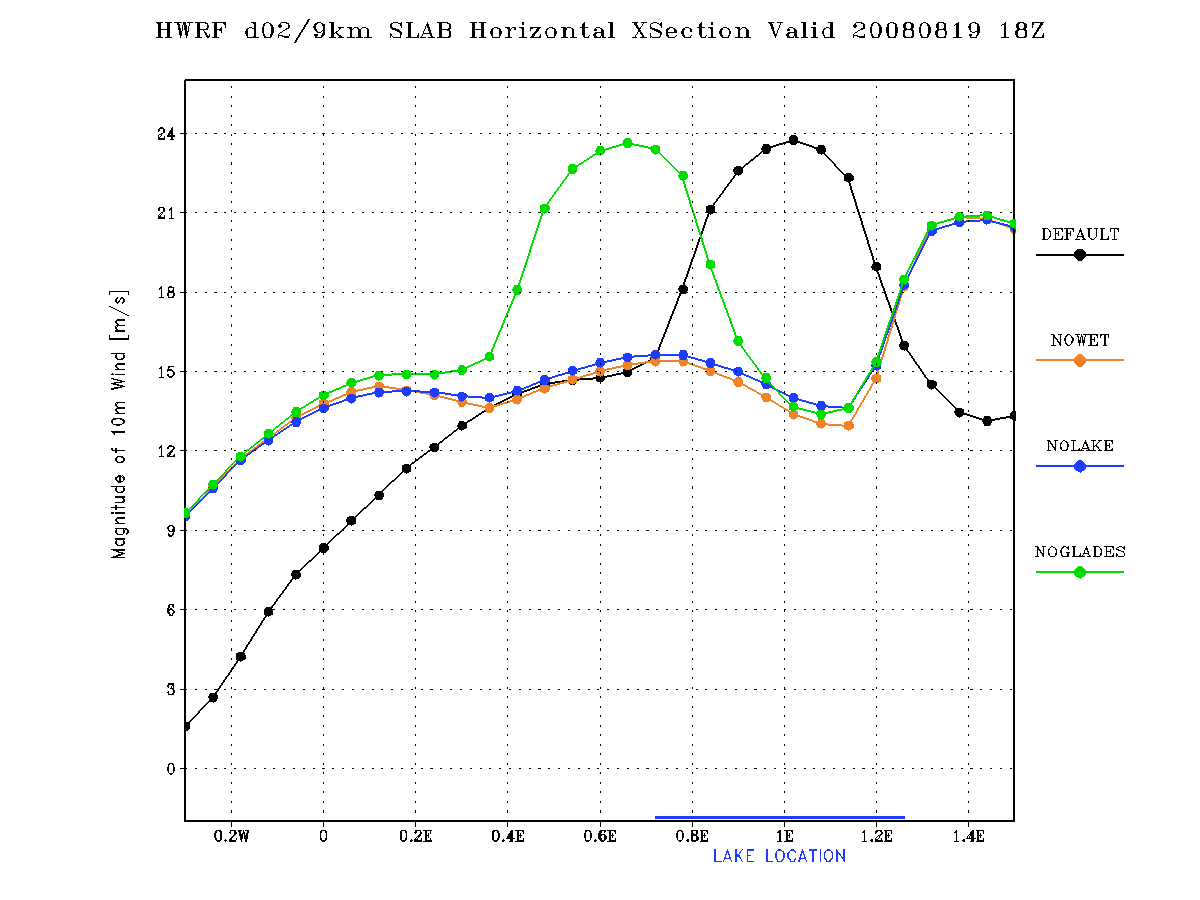 HWRF d02/9km SLAB Horizontal XSection Valid 20080819 18Z
Magnitude of 10m Wind [m/s]
24
21
18
15
12
9
6
3
0
0.2W 0 0.2E 0.4E 0.6E 0.8E 1E 1.2E 1.4E
LAKE LOCATION
DEFAULT
NOWET
NOLAKE
NOGLADES